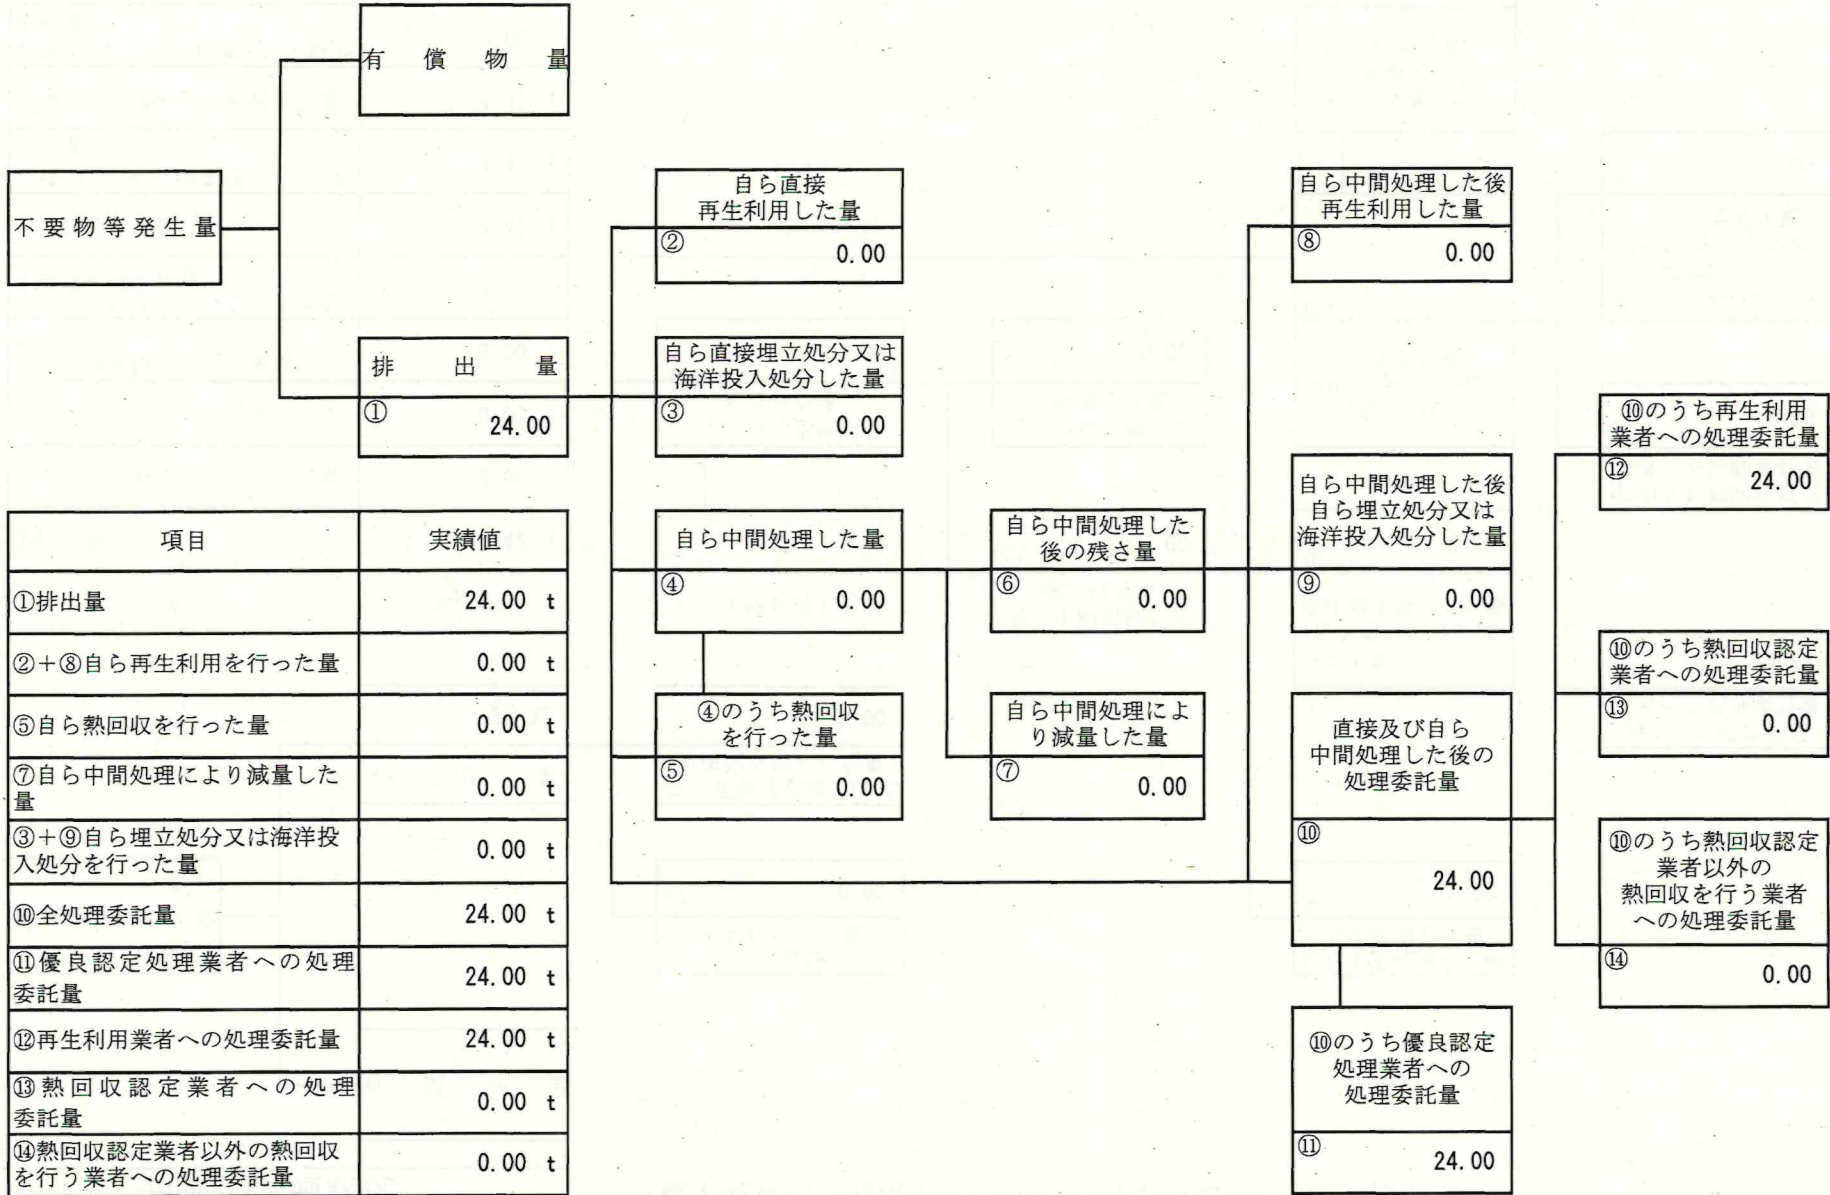 有償物量
不要物等発生量
排出量
①
24.00
自ら直接
再生利用した量
②
0.00
自ら直接埋立処分又は
海洋投入処分した量
③
0.00
自ら中間処理した量
④
0.00
④のうち熱回収
を行った量
⑤
0.00
自ら中間処理した
後の残さ量
⑥
0.00
自ら中間処理によ
り減量した量
⑦
0.00
自ら中間処理した後
再生利用した量
⑧
0.00
自ら中間処理した後
自ら埋立処分又は
海洋投入処分した量
⑨
0.00
直接及び自ら
中間処理した後の
処理委託量
⑩
24.00
⑩のうち優良認定
処理業者への
処理委託量
⑪
24.00
⑩のうち再生利用
業者への処理委託量
⑫
24.00
⑩のうち熱回収認定
業者への処理委託量
⑬
0.00
⑩のうち熱回収認定
業者以外の
熱回収を行う業者
への処理委託量
⑭
0.00
項目 実績値
①排出量 24.00 t
②+⑧自ら再生利用を行った量 0.00 t
⑤自ら熱回収を行った量 0.00 t
⑦自ら中間処理により減量した
量 0.00 t
③+⑨自ら埋立処分又は海洋投
入処分を行った量 0.00 t
⑩全処理委託量 24.00 t
⑪優良認定処理業者への処理
委託量 24.00 t
⑫再生利用業者への処理委託量 24.00 t
⑬熱回収認定業者への処理
委託量 0.00 t
⑭熱回収認定業者以外の熱回収
を行う業者への処理委託量 0.00 t